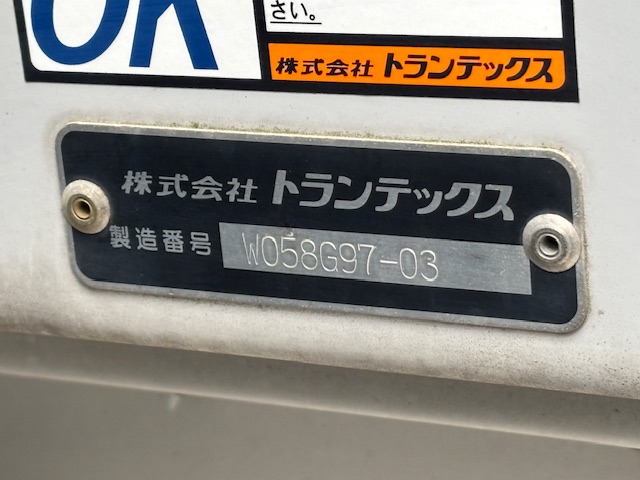 OK
さい。
株式会社 トランテックス
株式会社 トランテックス
製造番号 W058G97-03